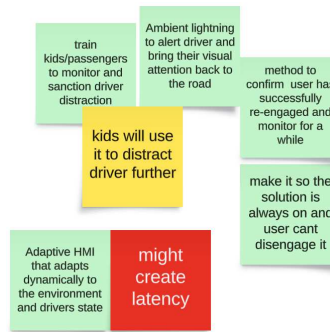 train
kids/passengers
to monitor and
sanction driver
distraction
Ambient lightning
to alert driver and
bring their visual
attention back to
the road
method to
confirm user has
successfully
re-engaged and
monitor for a
while
kids will use
it to distract
driver further
make it so the
solution is
always on and
user cant
disengage it
Adaptive HMI
that adapts
dynamically to
the environment
and drivers state
might
create
latency